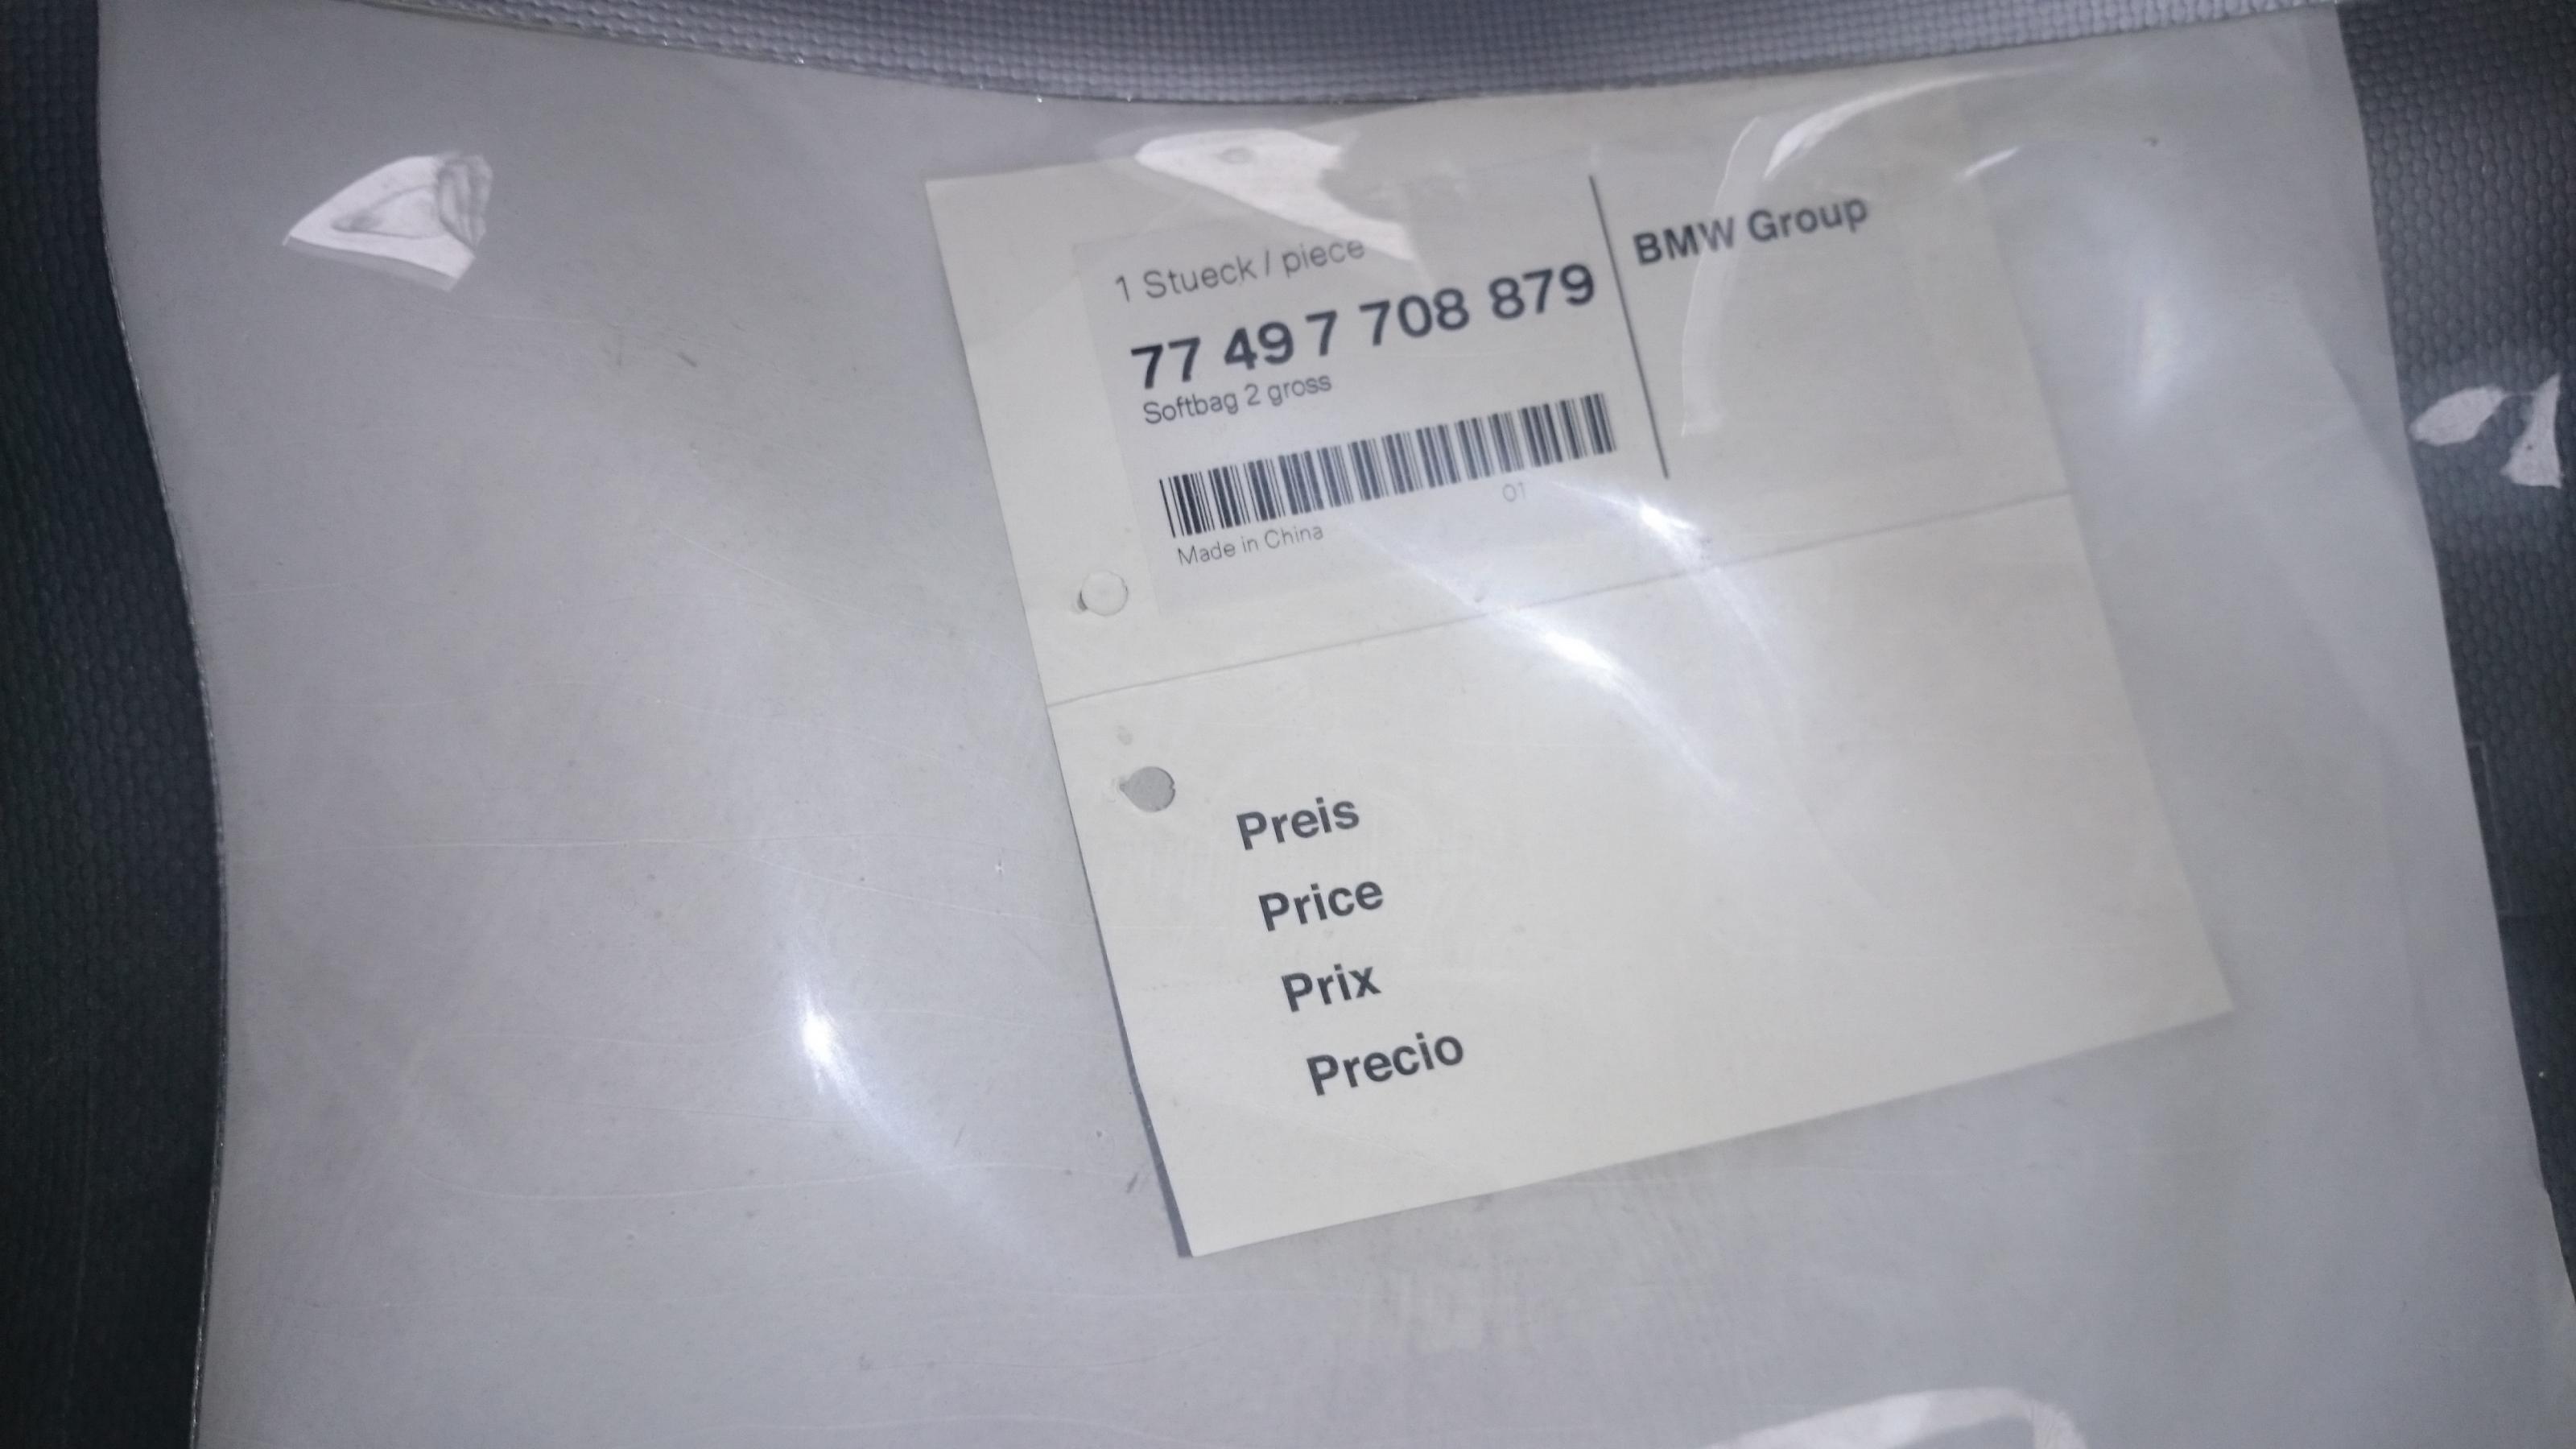 1 Stueck / piece
77 49 7 708 879
Softbag 2 gross
01
Made in China
BMW Group
Preis
Price
Prix
Precio